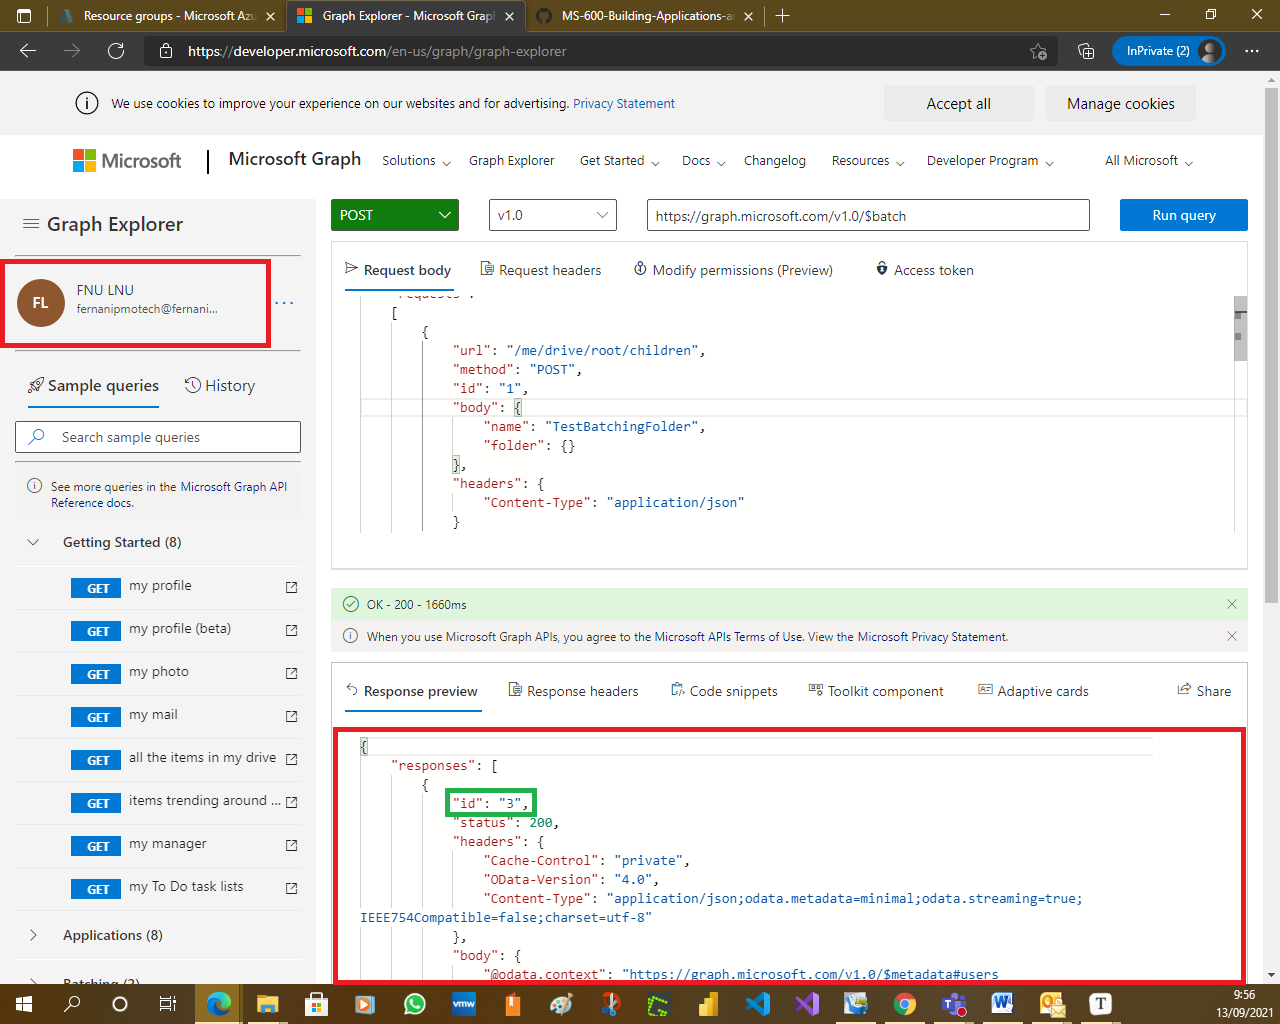 Resource groups - Microsoft Azu
Graph Explorer - Microsoft Grap
MS-600-Building-Applications-a
https://developer.microsoft.com/en-us/graph/graph-explorer
InPrivate (2)
We use cookies to improve your experience on our websites and for advertising. Privacy Statement
Accept all
Manage cookies
Microsoft
Microsoft Graph
Solutions
Graph Explorer
Get Started
Docs
Changelog
Resources
Developer Program
All Microsoft
Graph Explorer
POST
v1.0
https://graph.microsoft.com/v1.0/$batch
Run query
FL
FNU LNU
fernanipmotech@fernani...
Request body
Request headers
Modify permissions (Preview)
Access token
"requests":
[
{
"url": "/me/drive/root/children",
"method": "POST",
"id": "1",
"body": {
"name": "TestBatchingFolder",
"folder": {}
},
"headers": {
"Content-Type": "application/json"
}
Sample queries
History
Search sample queries
See more queries in the Microsoft Graph API
Reference docs.
Getting Started (8)
GET my profile
GET my profile (beta)
GET my photo
GET my mail
GET all the items in my drive
GET items trending around ...
GET my manager
GET my To Do task lists
Applications (8)
Batching (2)
OK - 200 - 1660ms
When you use Microsoft Graph APIs, you agree to the Microsoft APIs Terms of Use. View the Microsoft Privacy Statement.
Response preview
Response headers
Code snippets
Toolkit component
Adaptive cards
Share
{
"responses": [
{
"id": "3",
"status": 200,
"headers": {
"Cache-Control": "private",
"OData-Version": "4.0",
"Content-Type": "application/json;odata.metadata=minimal;odata.streaming=true;
IEEE754Compatible=false;charset=utf-8"
},
"body": {
"@odata.context": "https://graph.microsoft.com/v1.0/$metadata#users
vmw
T
9:56
13/09/2021